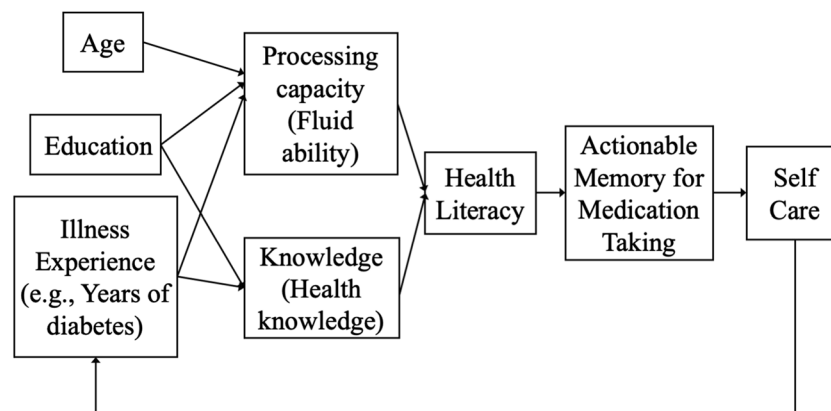 Age
Education
Illness
Experience
(e.g., Years of
diabetes)
Processing
capacity
(Fluid
ability)
Knowledge
(Health
knowledge)
Health
Literacy
Actionable
Memory for
Medication
Taking
Self
Care